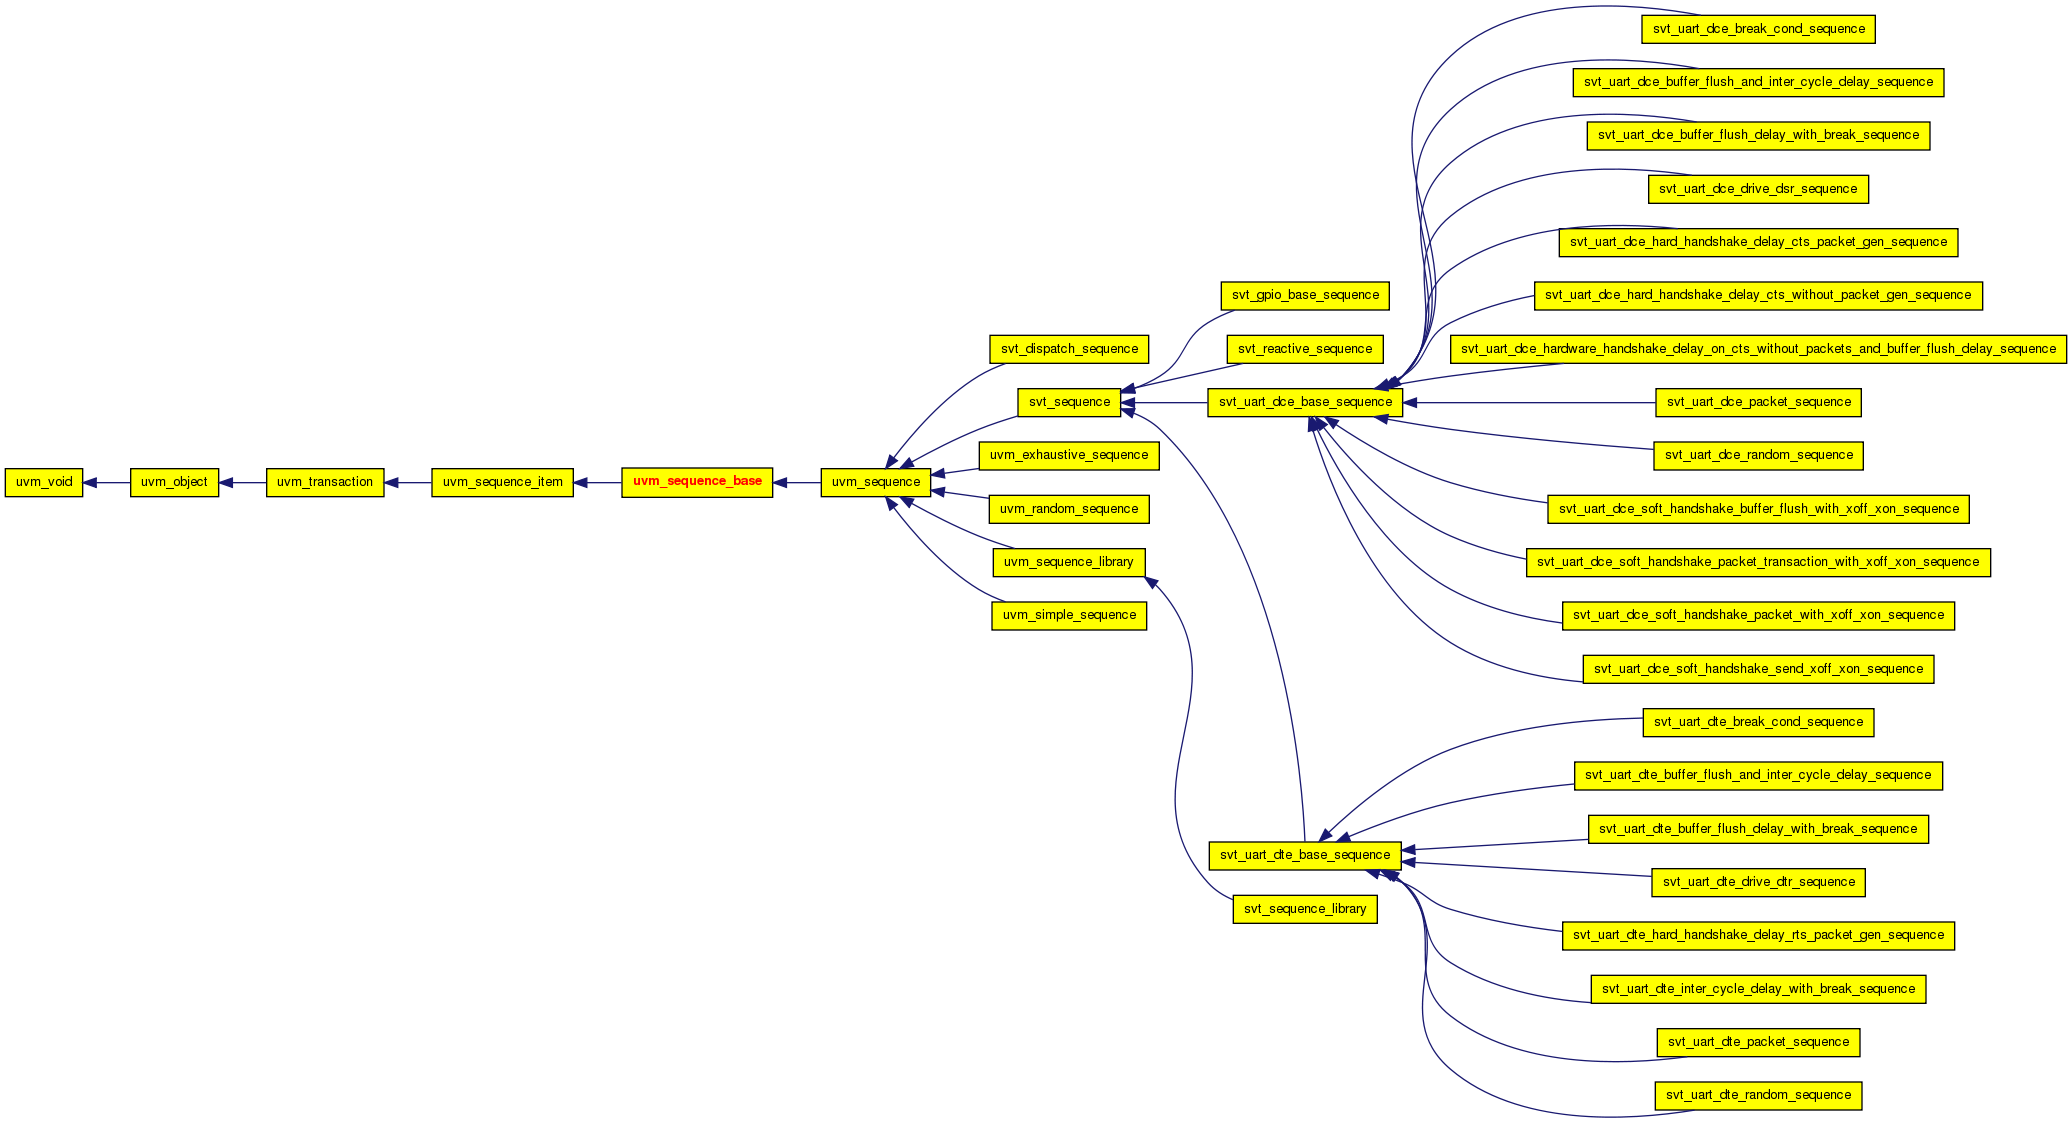 svt_uart_dce_break_cond_sequence
svt_uart_dce_buffer_flush_and_inter_cycle_delay_sequence
svt_uart_dce_buffer_flush_delay_with_break_sequence
svt_uart_dce_drive_dsr_sequence
svt_uart_dce_hard_handshake_delay_cts_packet_gen_sequence
svt_gpio_base_sequence
svt_uart_dce_hard_handshake_delay_cts_without_packet_gen_sequence
svt_dispatch_sequence
svt_reactive_sequence
svt_uart_dce_hardware_handshake_delay_on_cts_without_packets_and_buffer_flush_delay_sequence
svt_sequence
svt_uart_dce_base_sequence
svt_uart_dce_packet_sequence
uvm_exhaustive_sequence
svt_uart_dce_random_sequence
uvm_void
uvm_object
uvm_transaction
uvm_sequence_item
uvm_sequence_base
uvm_sequence
uvm_random_sequence
svt_uart_dce_soft_handshake_buffer_flush_with_xoff_xon_sequence
uvm_sequence_library
svt_uart_dce_soft_handshake_packet_transaction_with_xoff_xon_sequence
uvm_simple_sequence
svt_uart_dce_soft_handshake_packet_with_xoff_xon_sequence
svt_uart_dce_soft_handshake_send_xoff_xon_sequence
svt_uart_dte_break_cond_sequence
svt_uart_dte_buffer_flush_and_inter_cycle_delay_sequence
svt_uart_dte_buffer_flush_delay_with_break_sequence
svt_uart_dte_base_sequence
svt_uart_dte_drive_dtr_sequence
svt_sequence_library
svt_uart_dte_hard_handshake_delay_rts_packet_gen_sequence
svt_uart_dte_inter_cycle_delay_with_break_sequence
svt_uart_dte_packet_sequence
svt_uart_dte_random_sequence